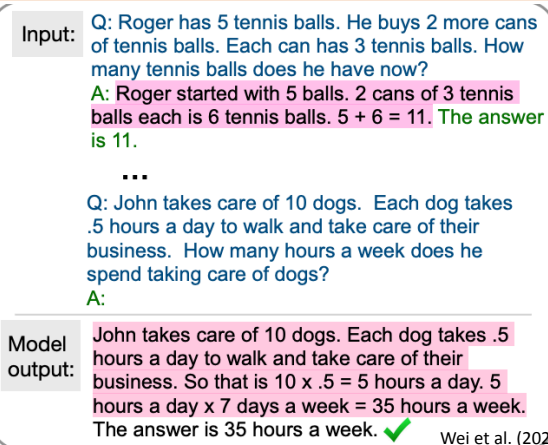 Input:
Q: Roger has 5 tennis balls. He buys 2 more cans
of tennis balls. Each can has 3 tennis balls. How
many tennis balls does he have now?
A: Roger started with 5 balls. 2 cans of 3 tennis
balls each is 6 tennis balls. 5 + 6 = 11. The answer
is 11.
...
Q: John takes care of 10 dogs. Each dog takes
.5 hours a day to walk and take care of their
business. How many hours a week does he
spend taking care of dogs?
A:
Model
output:
John takes care of 10 dogs. Each dog takes .5
hours a day to walk and take care of their
business. So that is 10 x .5 = 5 hours a day. 5
hours a day x 7 days a week = 35 hours a week.
The answer is 35 hours a week.
Wei et al. (202